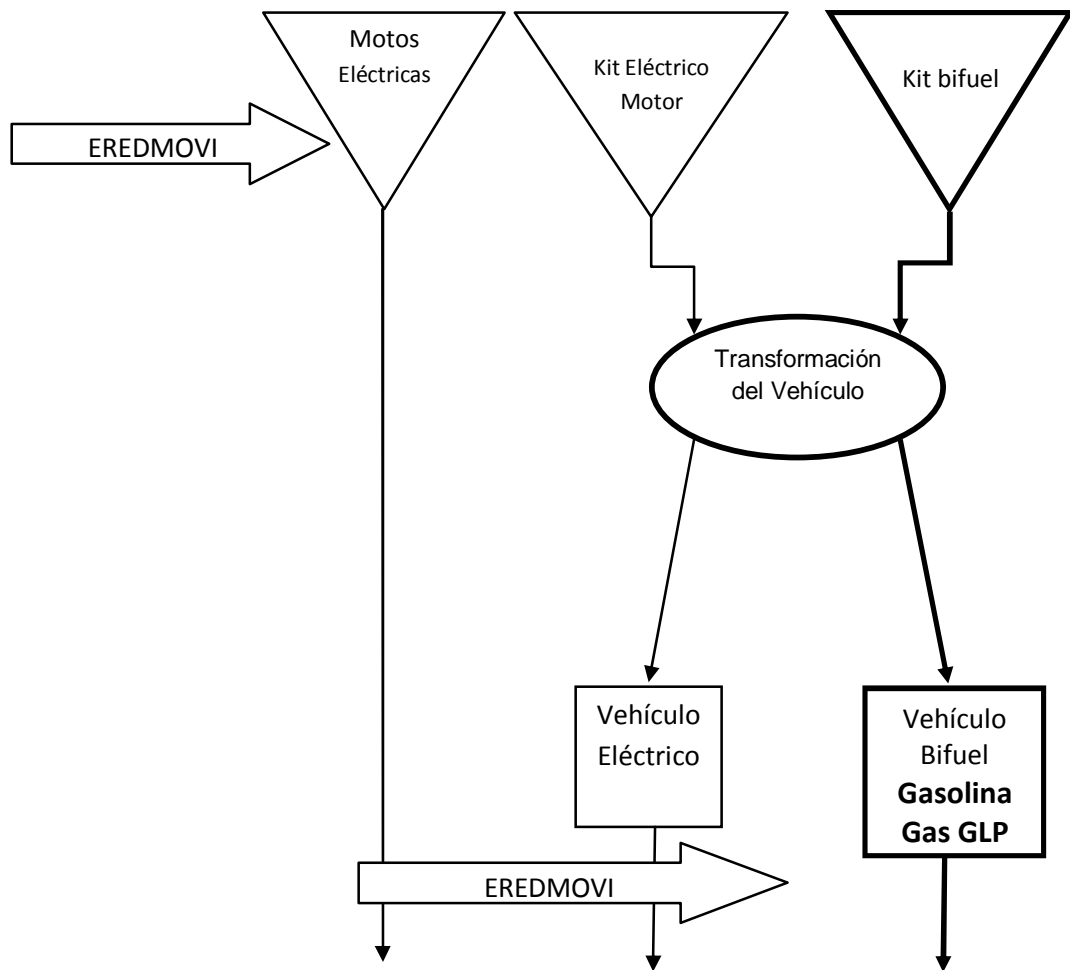 Motos
Eléctricas
Kit Eléctrico
Motor
Kit bifuel
EREDMOVI
Transformación
del Vehículo
Vehículo
Eléctrico
Vehículo
Bifuel
Gasolina
Gas GLP
EREDMOVI